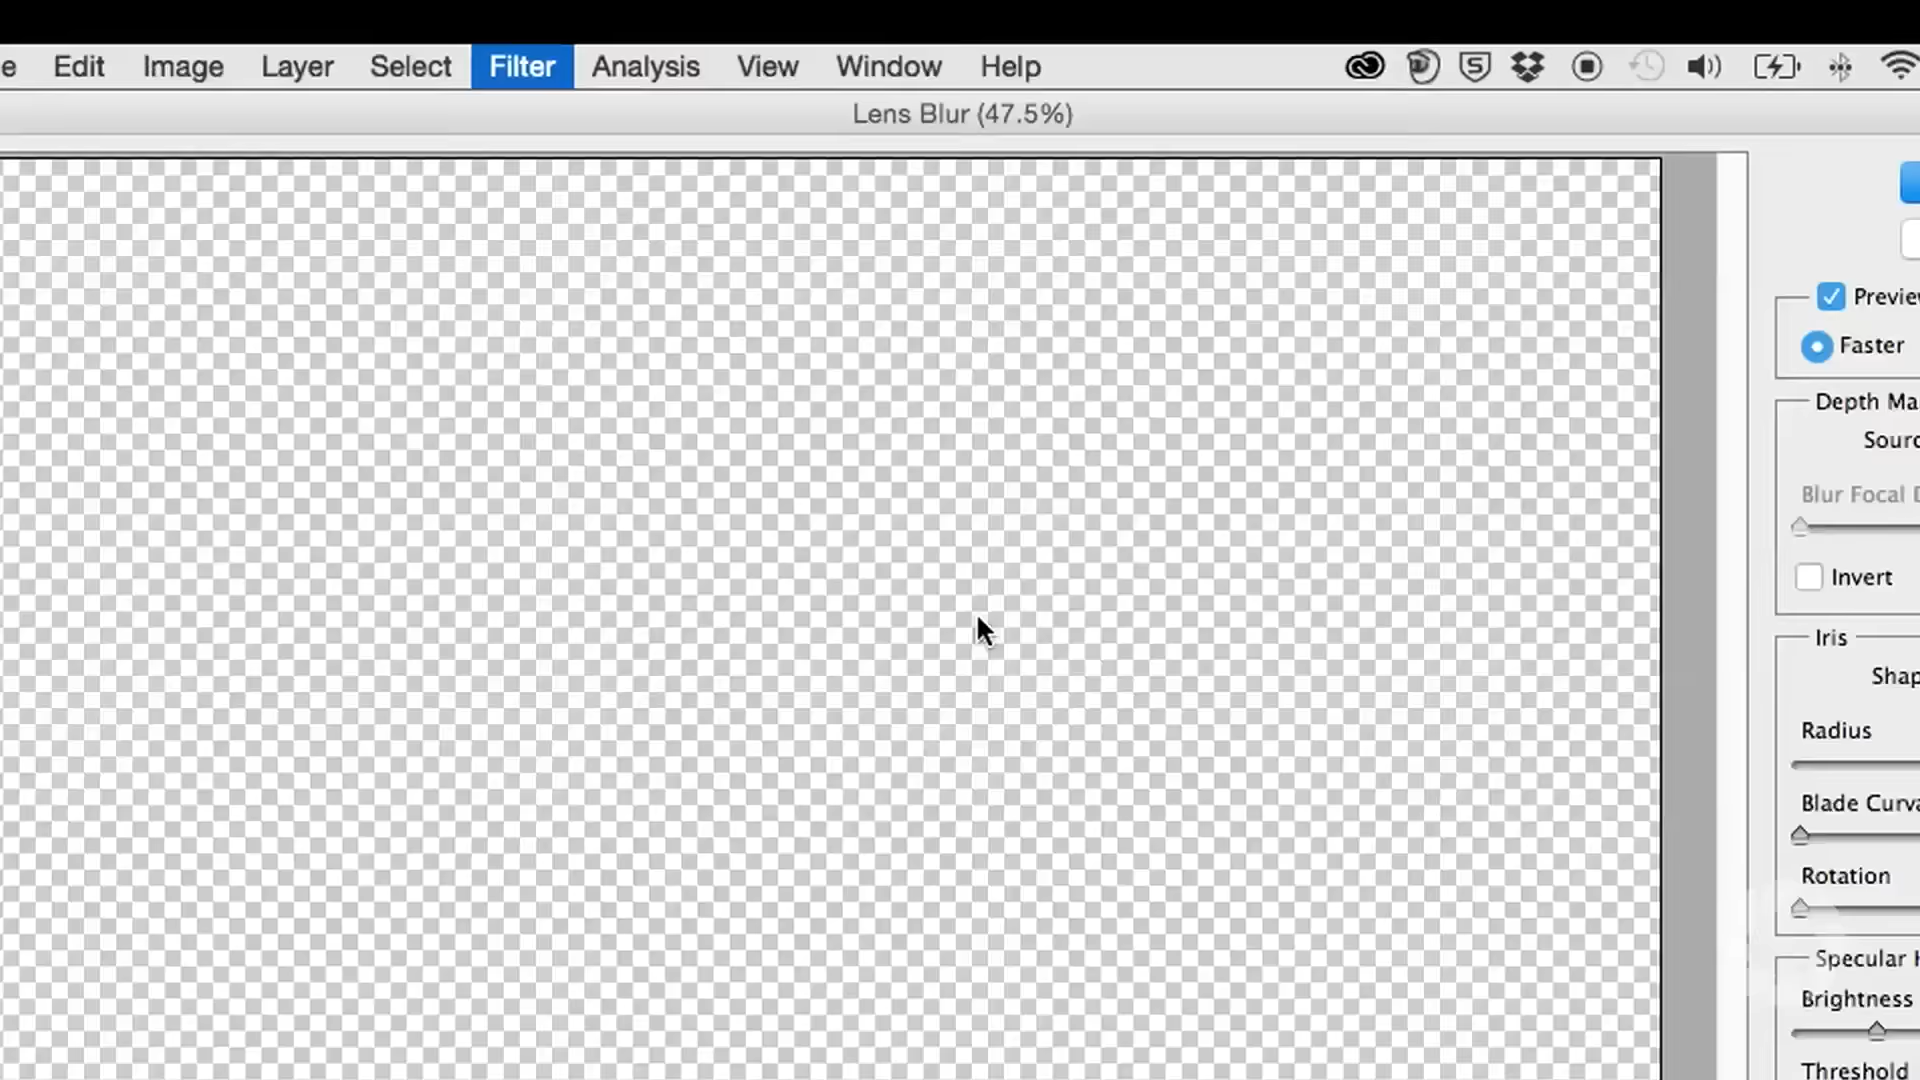 e Edit Image Layer Select Filter Analysis View Window Help
Lens Blur (47.5%)
Preview
Faster
Depth Ma
Sourc
Blur Focal D
Invert
Iris
Shap
Radius
Blade Curva
Rotation
Specular H
Brightness
Threshold